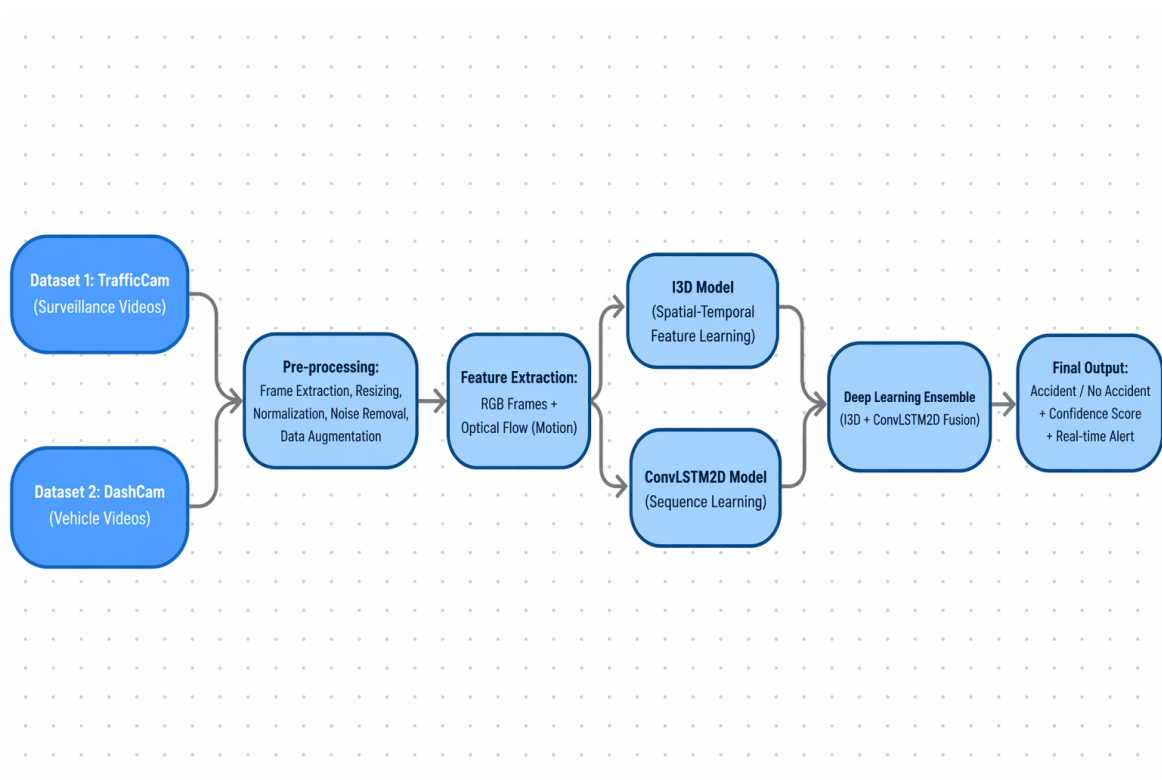 Dataset 1: TrafficCam
(Surveillance Videos)
Dataset 2: DashCam
(Vehicle Videos)
Pre-processing:
Frame Extraction, Resizing,
Normalization, Noise Removal,
Data Augmentation
Feature Extraction:
RGB Frames +
Optical Flow (Motion)
I3D Model
(Spatial-Temporal
Feature Learning)
ConvLSTM2D Model
(Sequence Learning)
Deep Learning Ensemble
(I3D + ConvLSTM2D Fusion)
Final Output:
Accident / No Accident
+ Confidence Score
+ Real-time Alert